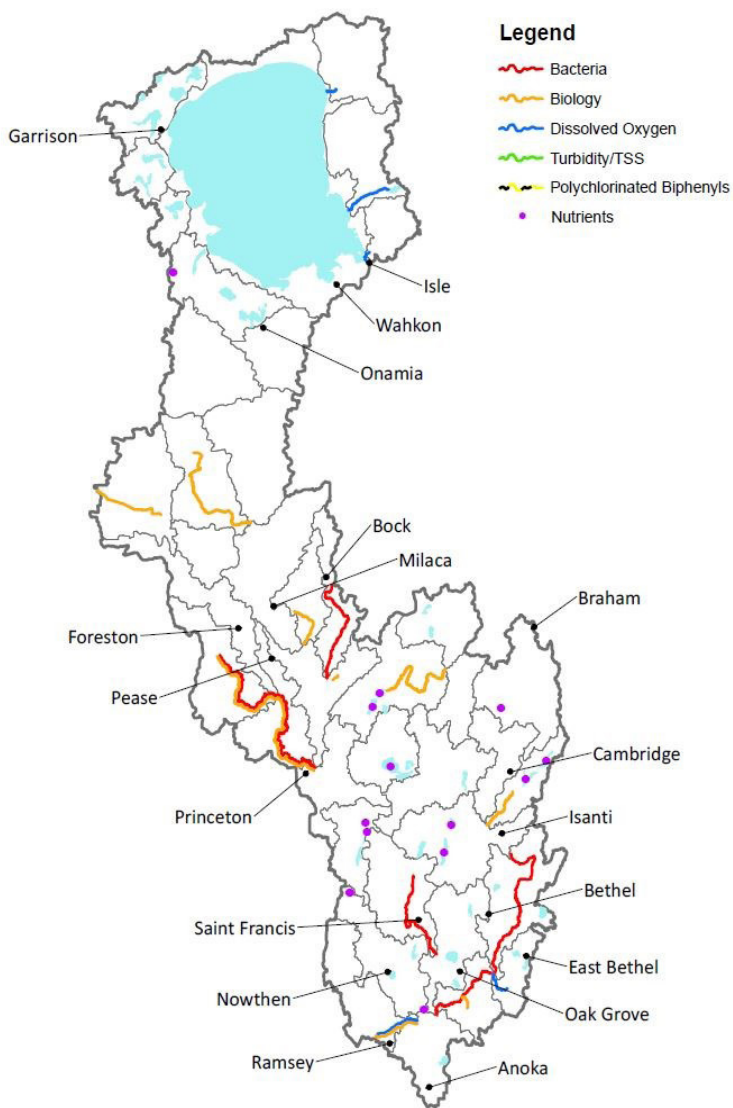 Legend
Bacteria
Biology
Dissolved Oxygen
Turbidity/TSS
Polychlorinated Biphenyls
Nutrients
Garrison
Isle
Wahkon
Onamia
Bock
Milaca
Braham
Foreston
Pease
Cambridge
Princeton
Isanti
Bethel
Saint Francis
East Bethel
Nowthen
Oak Grove
Ramsey
Anoka